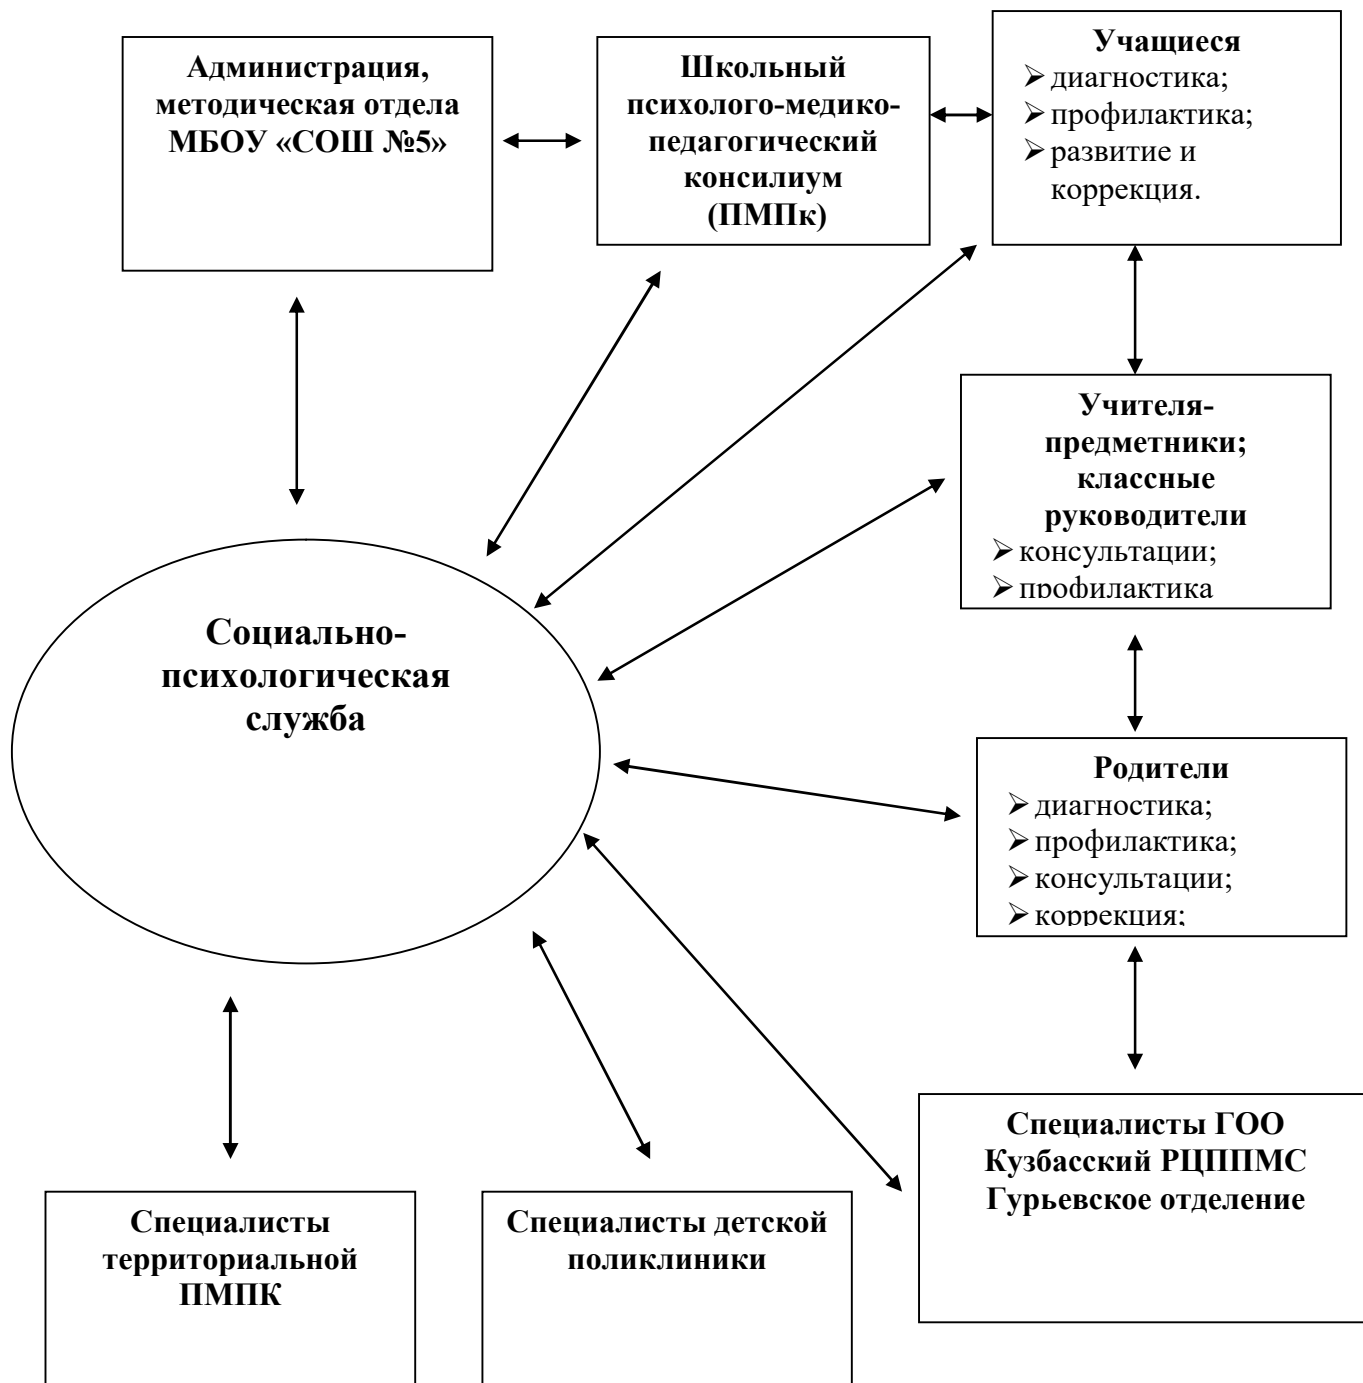 Администрация,
методическая отдела
МБОУ «СОШ №5»
Школьный
психолого-медико-
педагогический
консилиум
(ПМПк)
Учащиеся
диагностика;
профилактика;
развитие и
коррекция.
Учителя-
предметники;
классные
руководители
консультации;
профилактика
Социально-
психологическая
служба
Родители
диагностика;
профилактика;
консультации;
коррекция;
Специалисты ГОО
Кузбасский РЦППМС
Гурьевское отделение
Специалисты
территориальной
ПМПК
Специалисты детской
поликлиники